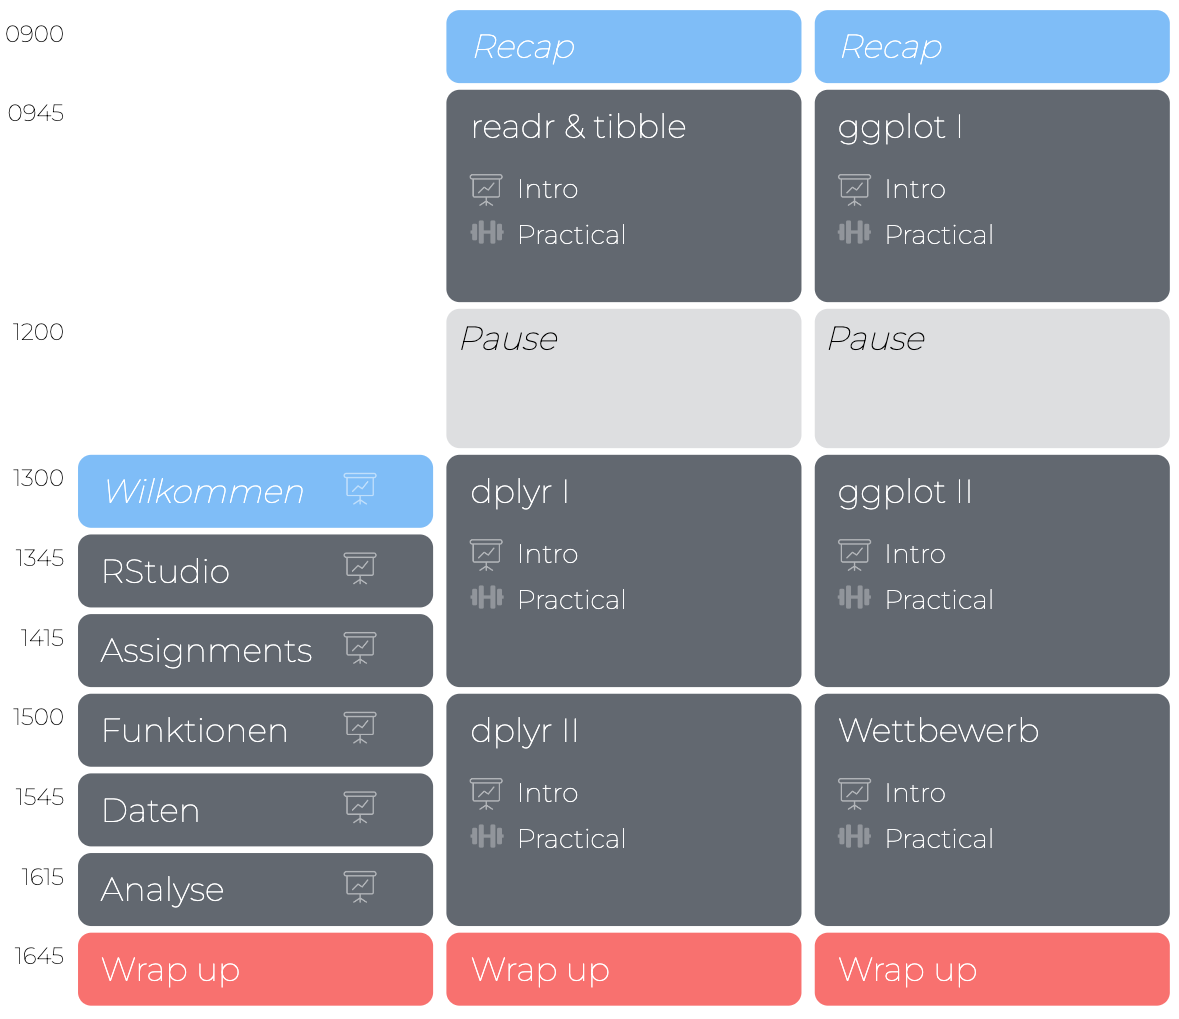 0900
Recap
Recap
0945
readr & tibble
Intro
Practical
ggplot I
Intro
Practical
1200
Pause
Pause
1300
Wilkommen
dplyr I
Intro
Practical
ggplot II
Intro
Practical
1345
RStudio
1415
Assignments
1500
Funktionen
dplyr II
Intro
Practical
Wettbewerb
Intro
Practical
1545
Daten
1615
Analyse
1645
Wrap up
Wrap up
Wrap up